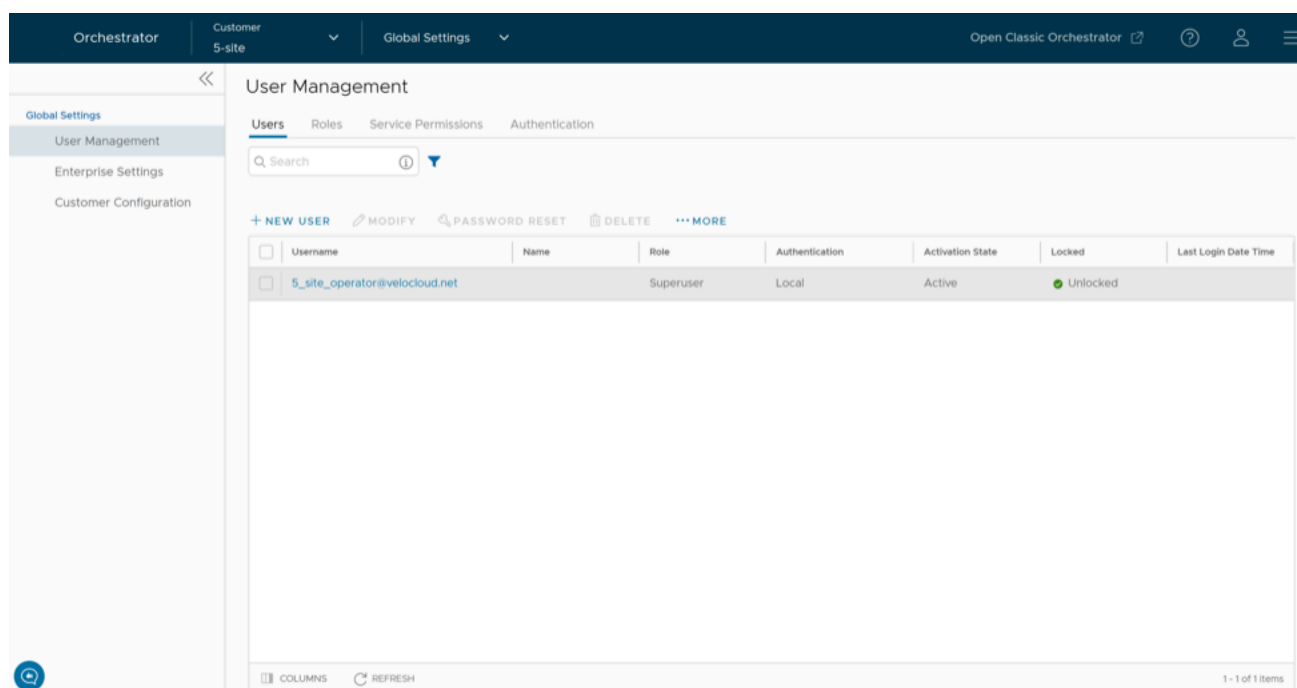 Orchestrator
Customer
5-site
Global Settings
Open Classic Orchestrator
Global Settings
User Management
Enterprise Settings
Customer Configuration
User Management
Users Roles Service Permissions Authentication
Search
+ NEW USER MODIFY PASSWORD RESET DELETE ···MORE
Username Name Role Authentication Activation State Locked Last Login Date Time
5_site_operator@velocloud.net Superuser Local Active Unlocked
COLUMNS REFRESH 1 - 1 of 1 items